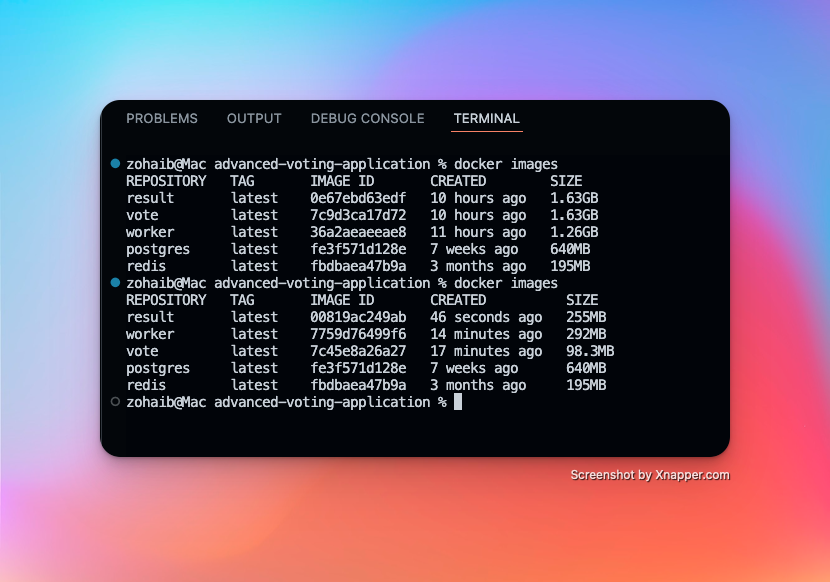 PROBLEMS OUTPUT DEBUG CONSOLE TERMINAL
zohaib@Mac advanced-voting-application % docker images
REPOSITORY TAG IMAGE ID CREATED SIZE
result latest 0e67ebd63edf 10 hours ago 1.63GB
vote latest 7c9d3ca17d72 10 hours ago 1.63GB
worker latest 36a2aeaeeae8 11 hours ago 1.26GB
postgres latest fe3f571d128e 7 weeks ago 640MB
redis latest fbdbaea47b9a 3 months ago 195MB
zohaib@Mac advanced-voting-application % docker images
REPOSITORY TAG IMAGE ID CREATED SIZE
result latest 00819ac249ab 46 seconds ago 255MB
worker latest 7759d76499f6 14 minutes ago 292MB
vote latest 7c45e8a26a27 17 minutes ago 98.3MB
postgres latest fe3f571d128e 7 weeks ago 640MB
redis latest fbdbaea47b9a 3 months ago 195MB
zohaib@Mac advanced-voting-application %
Screenshot by Xnapper.com